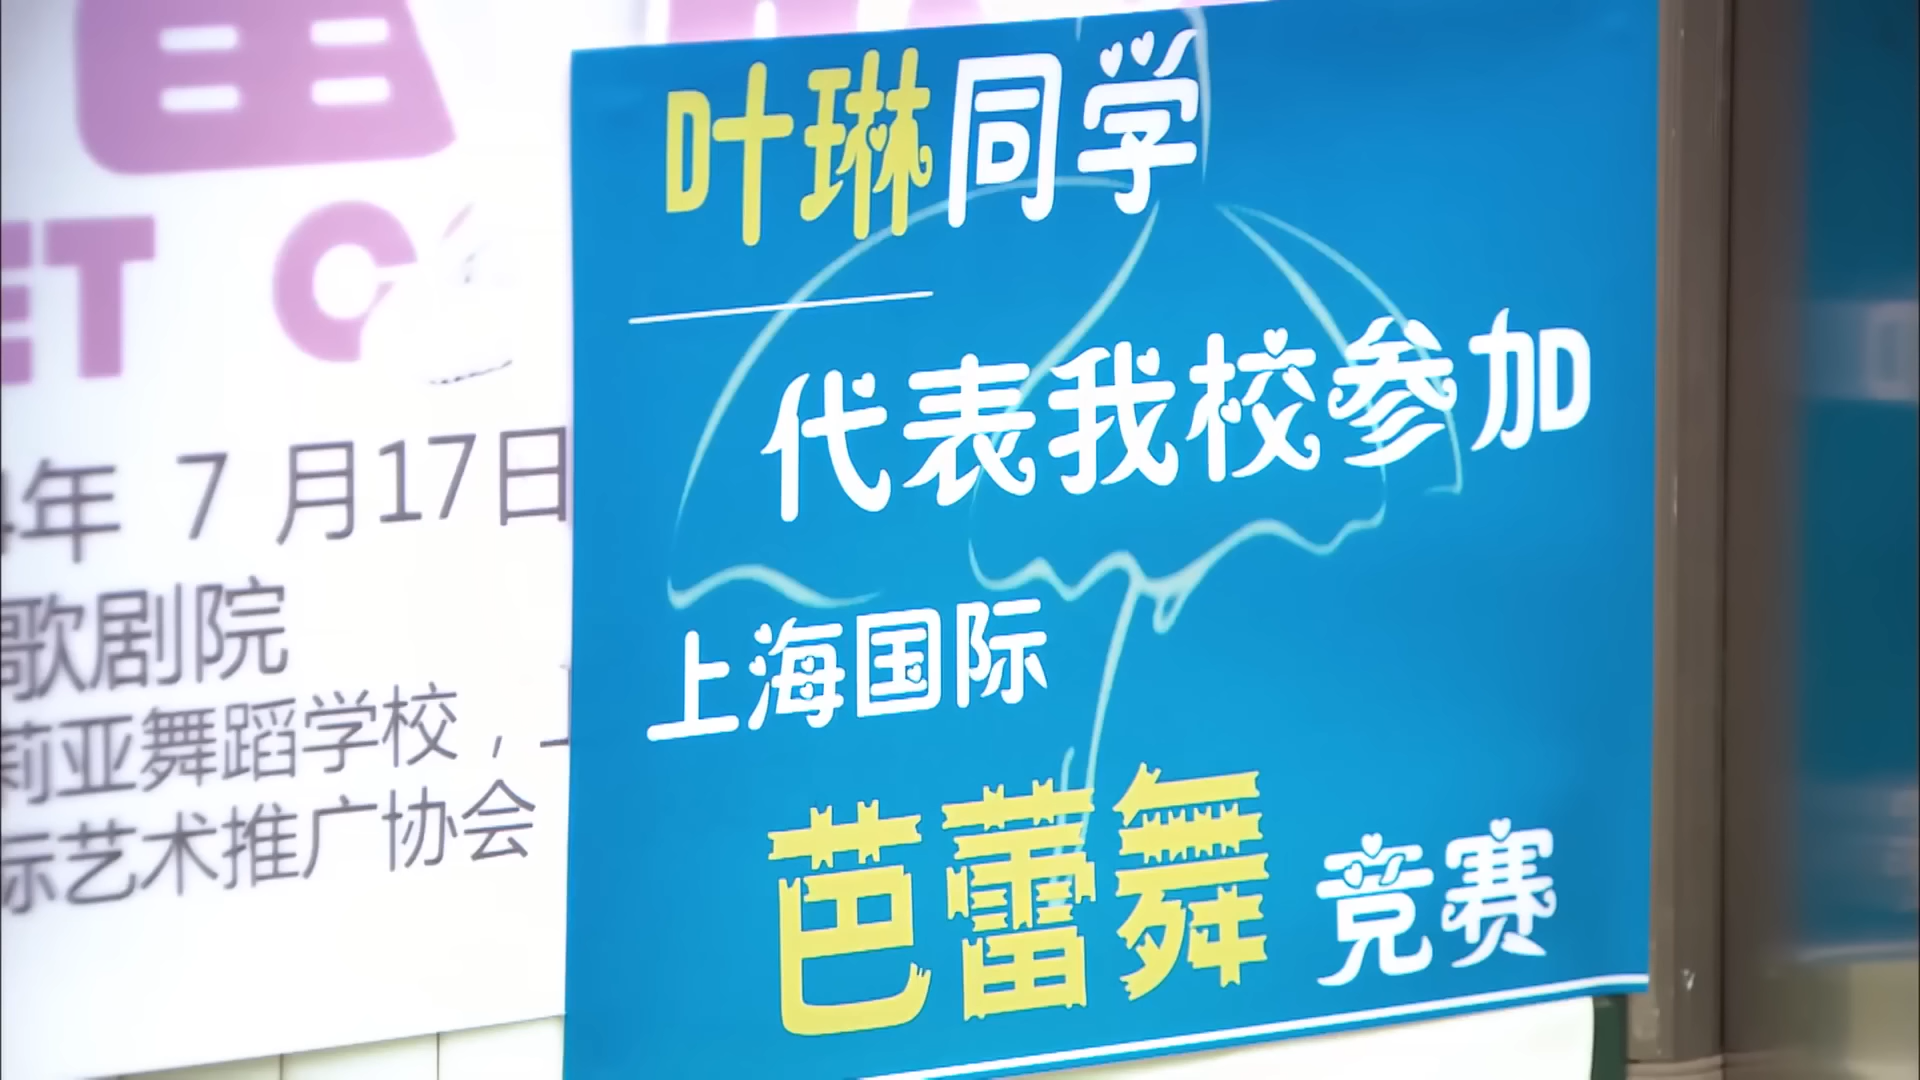 蕾
ET C
4年 7 月17日
歌剧院
莉亚舞蹈学校，上
际艺术推广协会
叶琳同学
代表我校参加
上海国际
芭蕾舞 竞赛